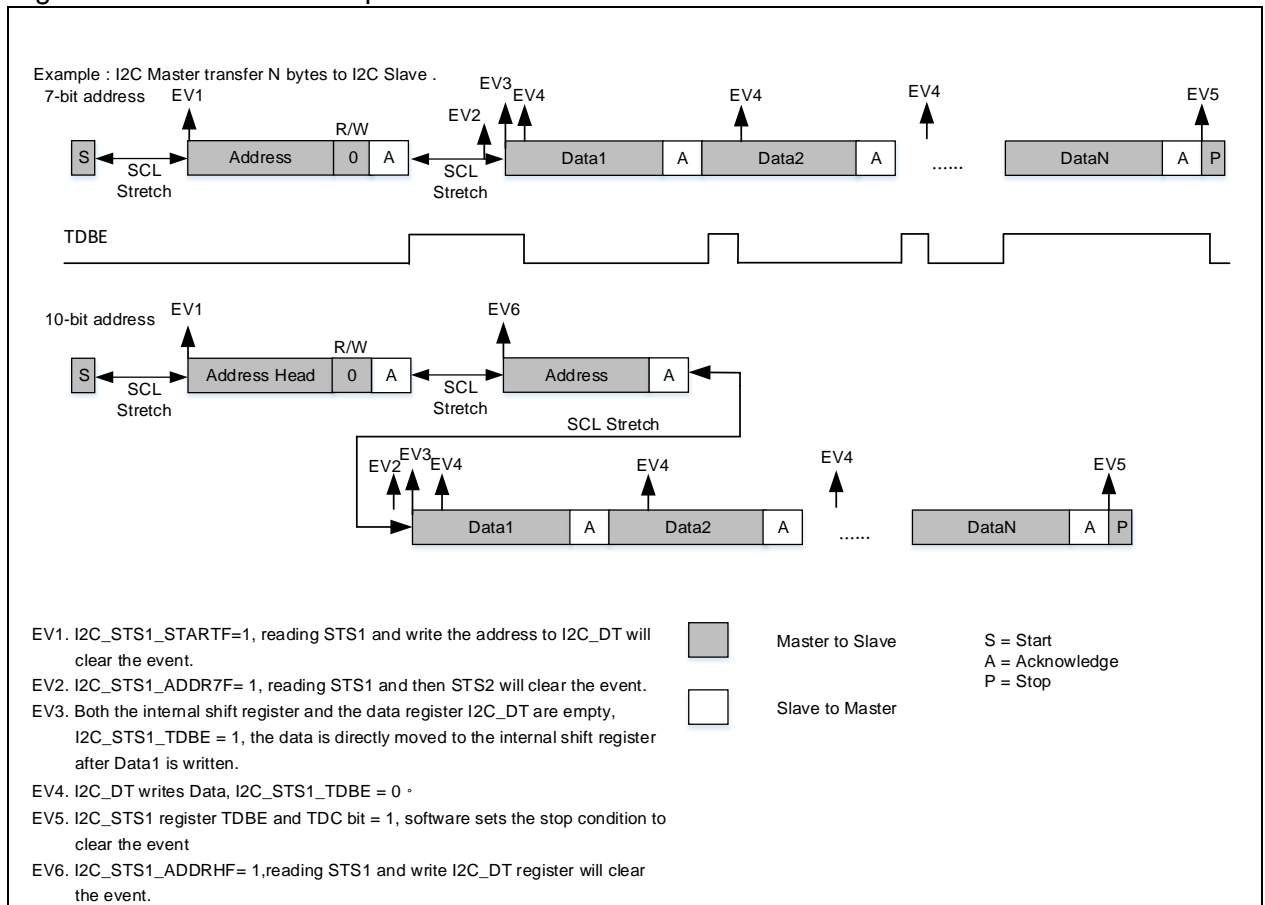 Example : I2C Master transfer N bytes to I2C Slave .
7-bit address
EV1
EV2
EV3
EV4
EV4
EV4
EV5
R/W
S
SCL
Stretch
Address
0
A
SCL
Stretch
Data1
A
Data2
A
......
DataN
A
P
TDBE
10-bit address
EV1
EV6
R/W
S
SCL
Stretch
Address Head
0
A
SCL
Stretch
Address
A
SCL Stretch
EV2
EV3
EV4
EV4
EV4
EV5
Data1
A
Data2
A
......
DataN
A
P
EV1. I2C_STS1_STARTF=1, reading STS1 and write the address to I2C_DT will
clear the event.
EV2. I2C_STS1_ADDR7F= 1, reading STS1 and then STS2 will clear the event.
EV3. Both the internal shift register and the data register I2C_DT are empty,
I2C_STS1_TDBE = 1, the data is directly moved to the internal shift register
after Data1 is written.
EV4. I2C_DT writes Data, I2C_STS1_TDBE = 0 。
EV5. I2C_STS1 register TDBE and TDC bit = 1, software sets the stop condition to
clear the event
EV6. I2C_STS1_ADDRHF= 1,reading STS1 and write I2C_DT register will clear
the event.
Master to Slave
Slave to Master
S = Start
A = Acknowledge
P = Stop